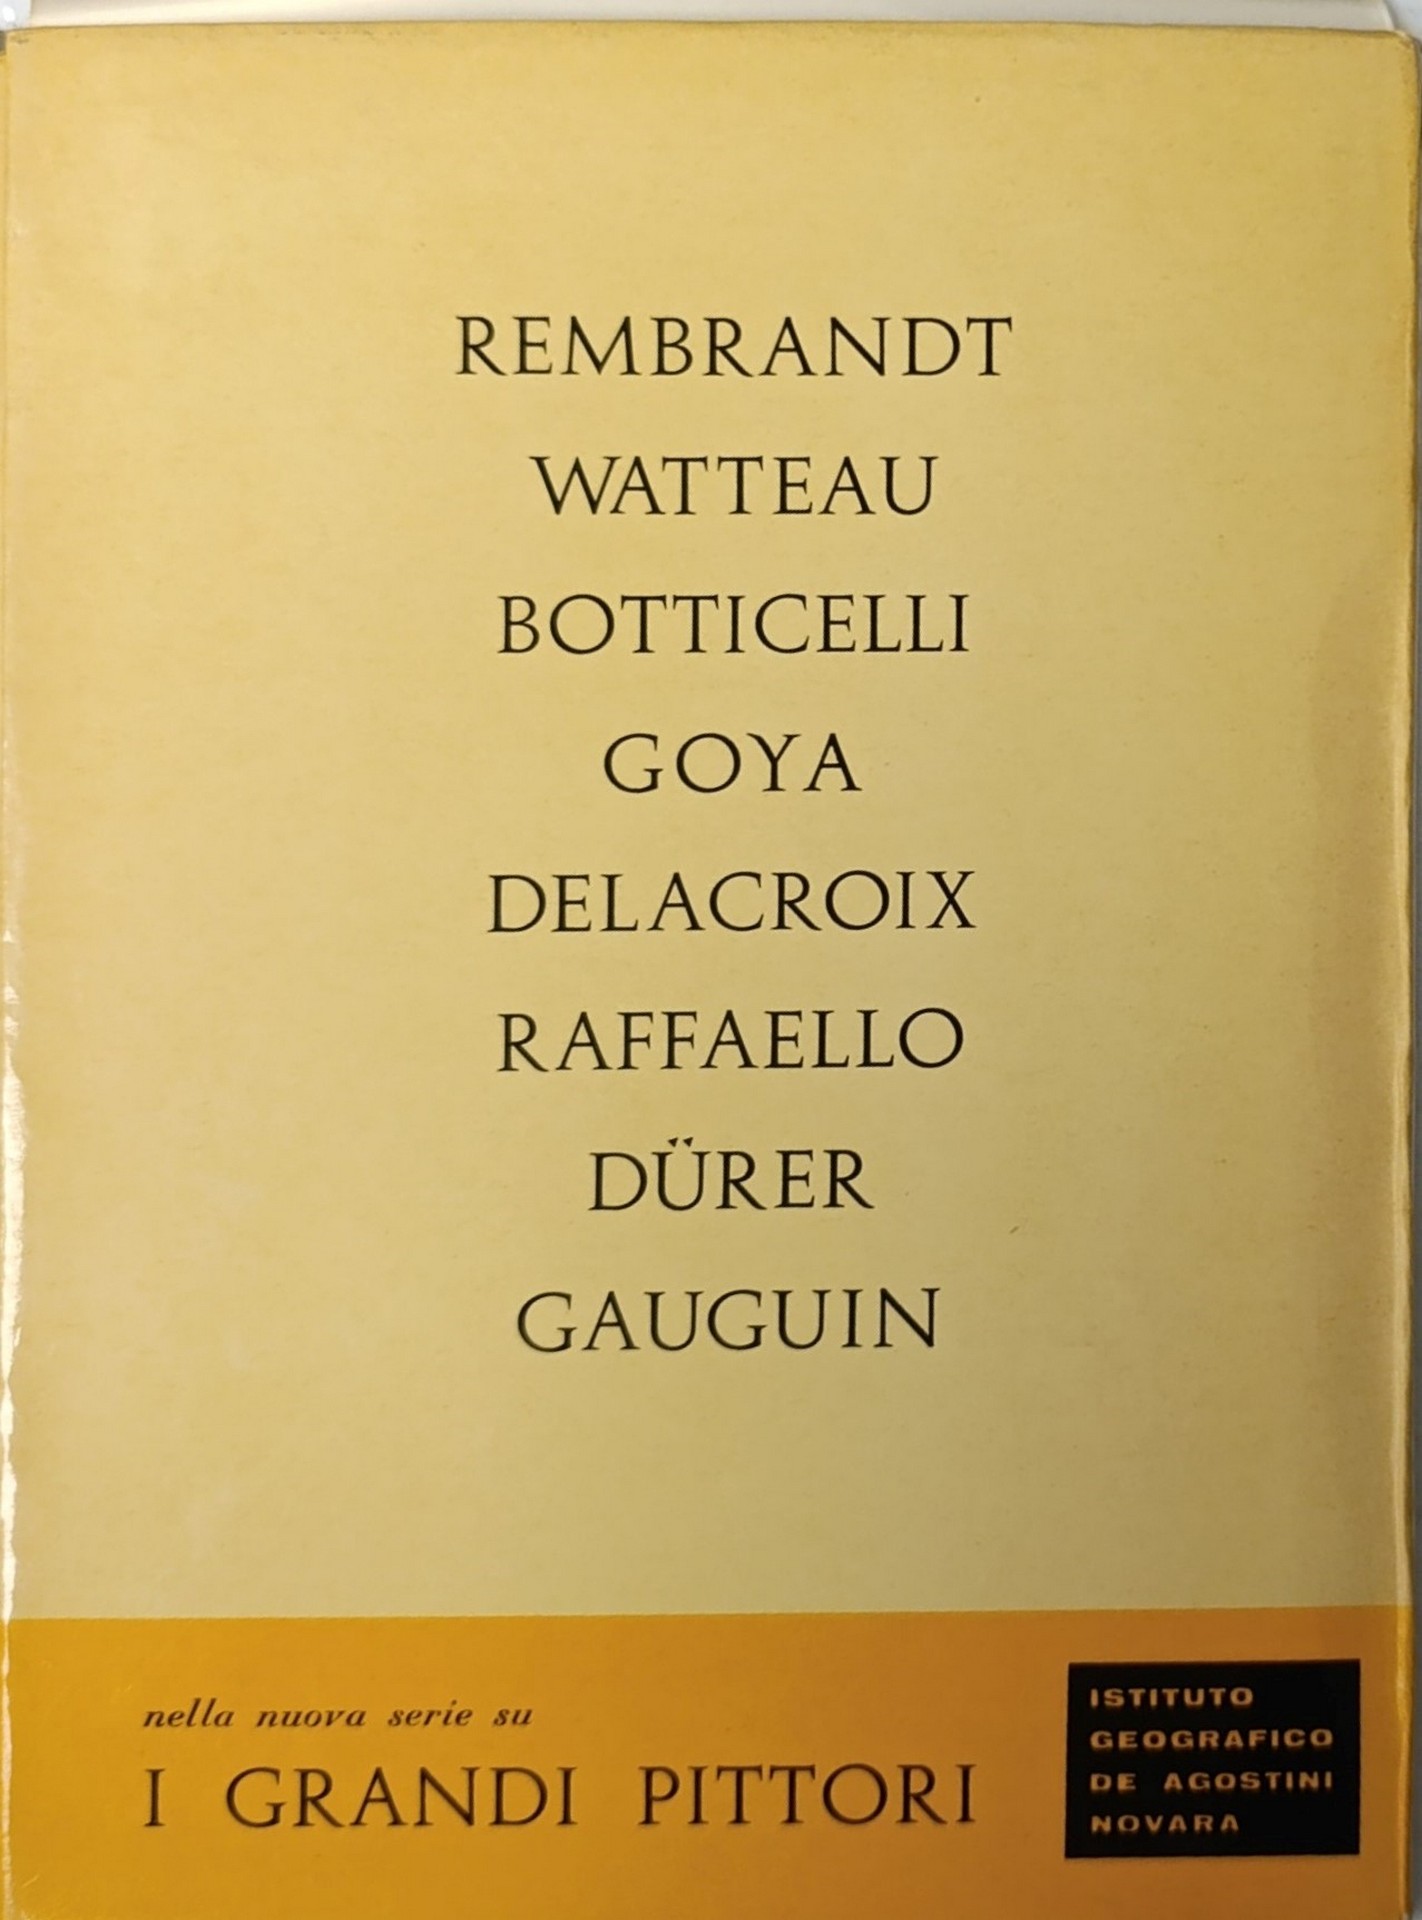 REMBRANDT
WATTEAU
BOTTICELLI
GOYA
DELACROIX
RAFFAELLO
DÜRER
GAUGUIN
nella nuova serie su
I GRANDI PITTORI
ISTITUTO
GEOGRAFICO
DE AGOSTINI
NOVARA